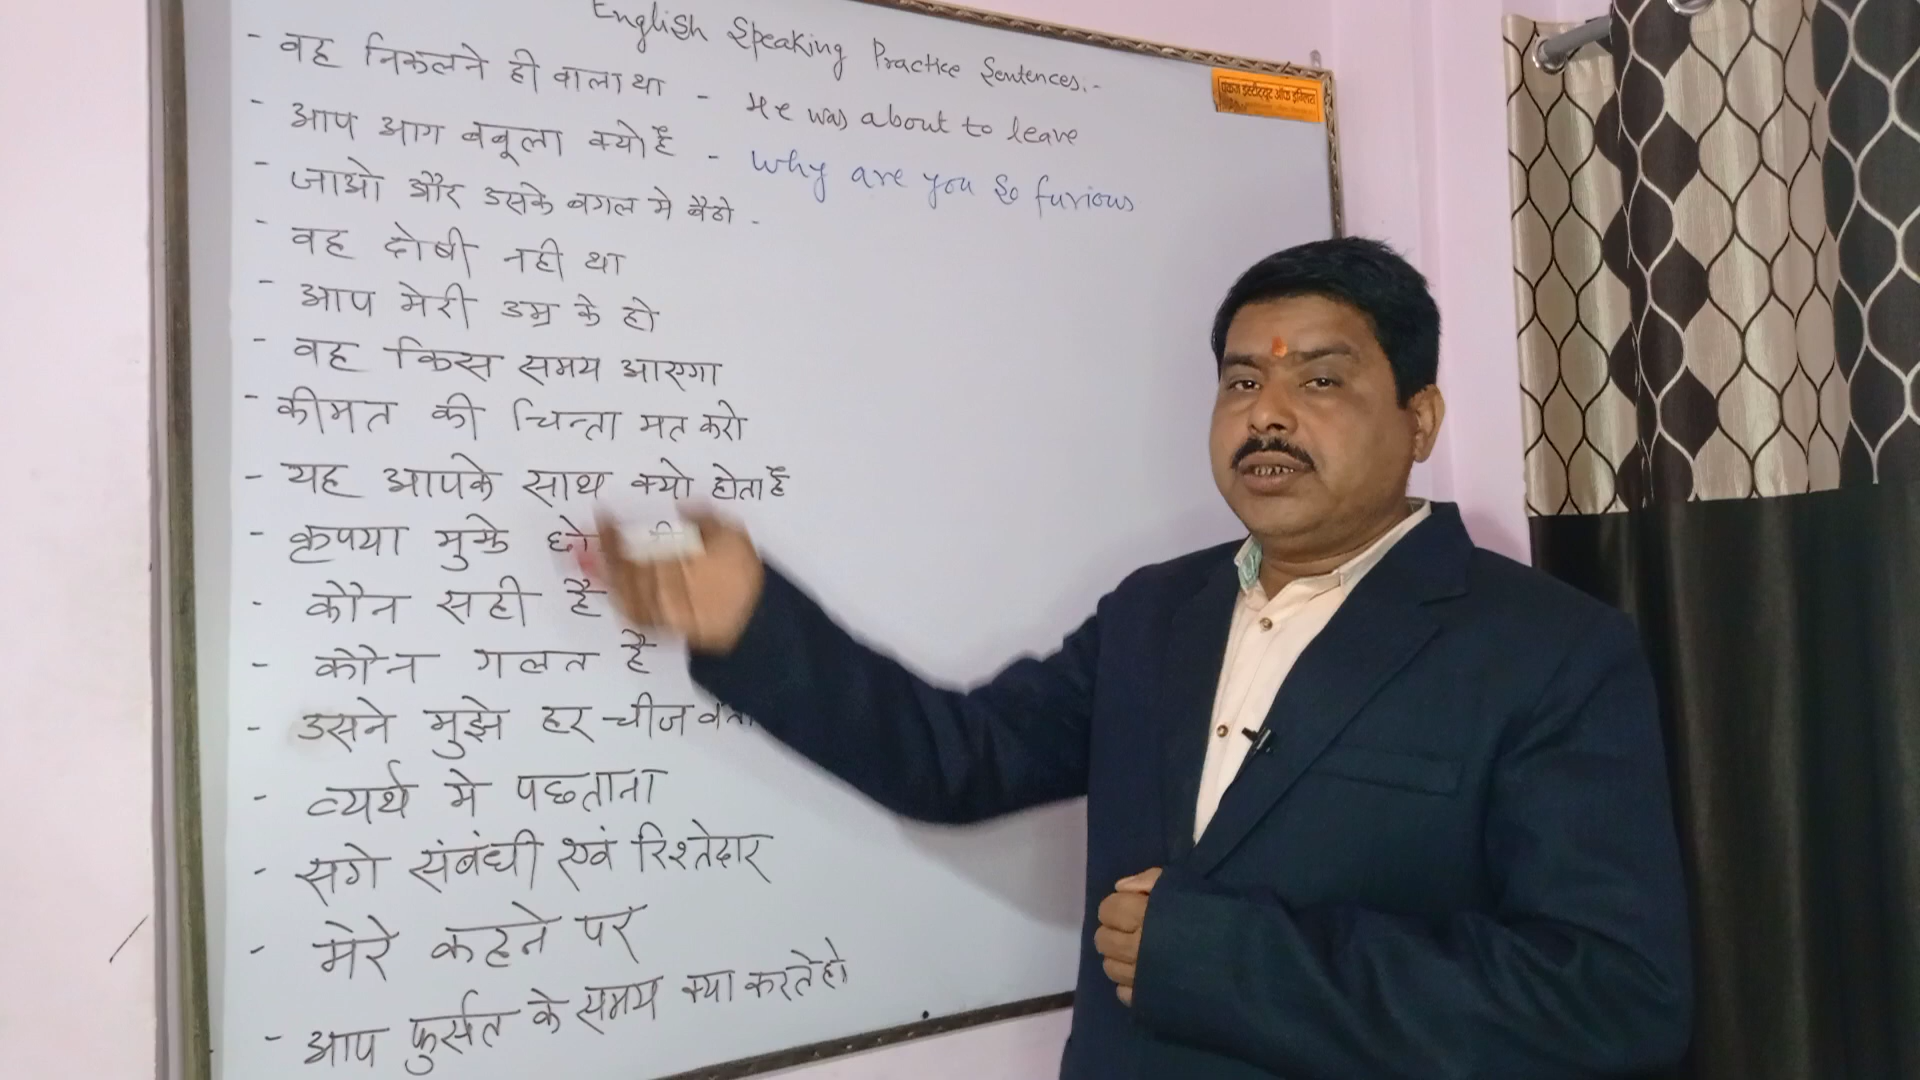 English Speaking Practice Sentences:-
- वह निकलने ही वाला था - He was about to leave
- आप आग बबूला क्यो है - Why are you so furious
- जाओ और उसके बगल मे बैठो -
- वह दोषी नही था
- आप मेरी उम्र के हो
- वह किस समय आएगा
- कीमत की चिन्ता मत करो
- यह आपके साथ क्यो होता है
- कृपया मुझे
- कौन सही है
- कौन गलत है
- उसने मुझे हर चीज
- व्यर्थ मे पछताना
- सगे संबंधी एवं रिश्तेदार
- मेरे कहने पर
- आप फुर्सत के समय क्या करते हो
पंकज इंस्टीट्यूट ऑफ इंग्लिश